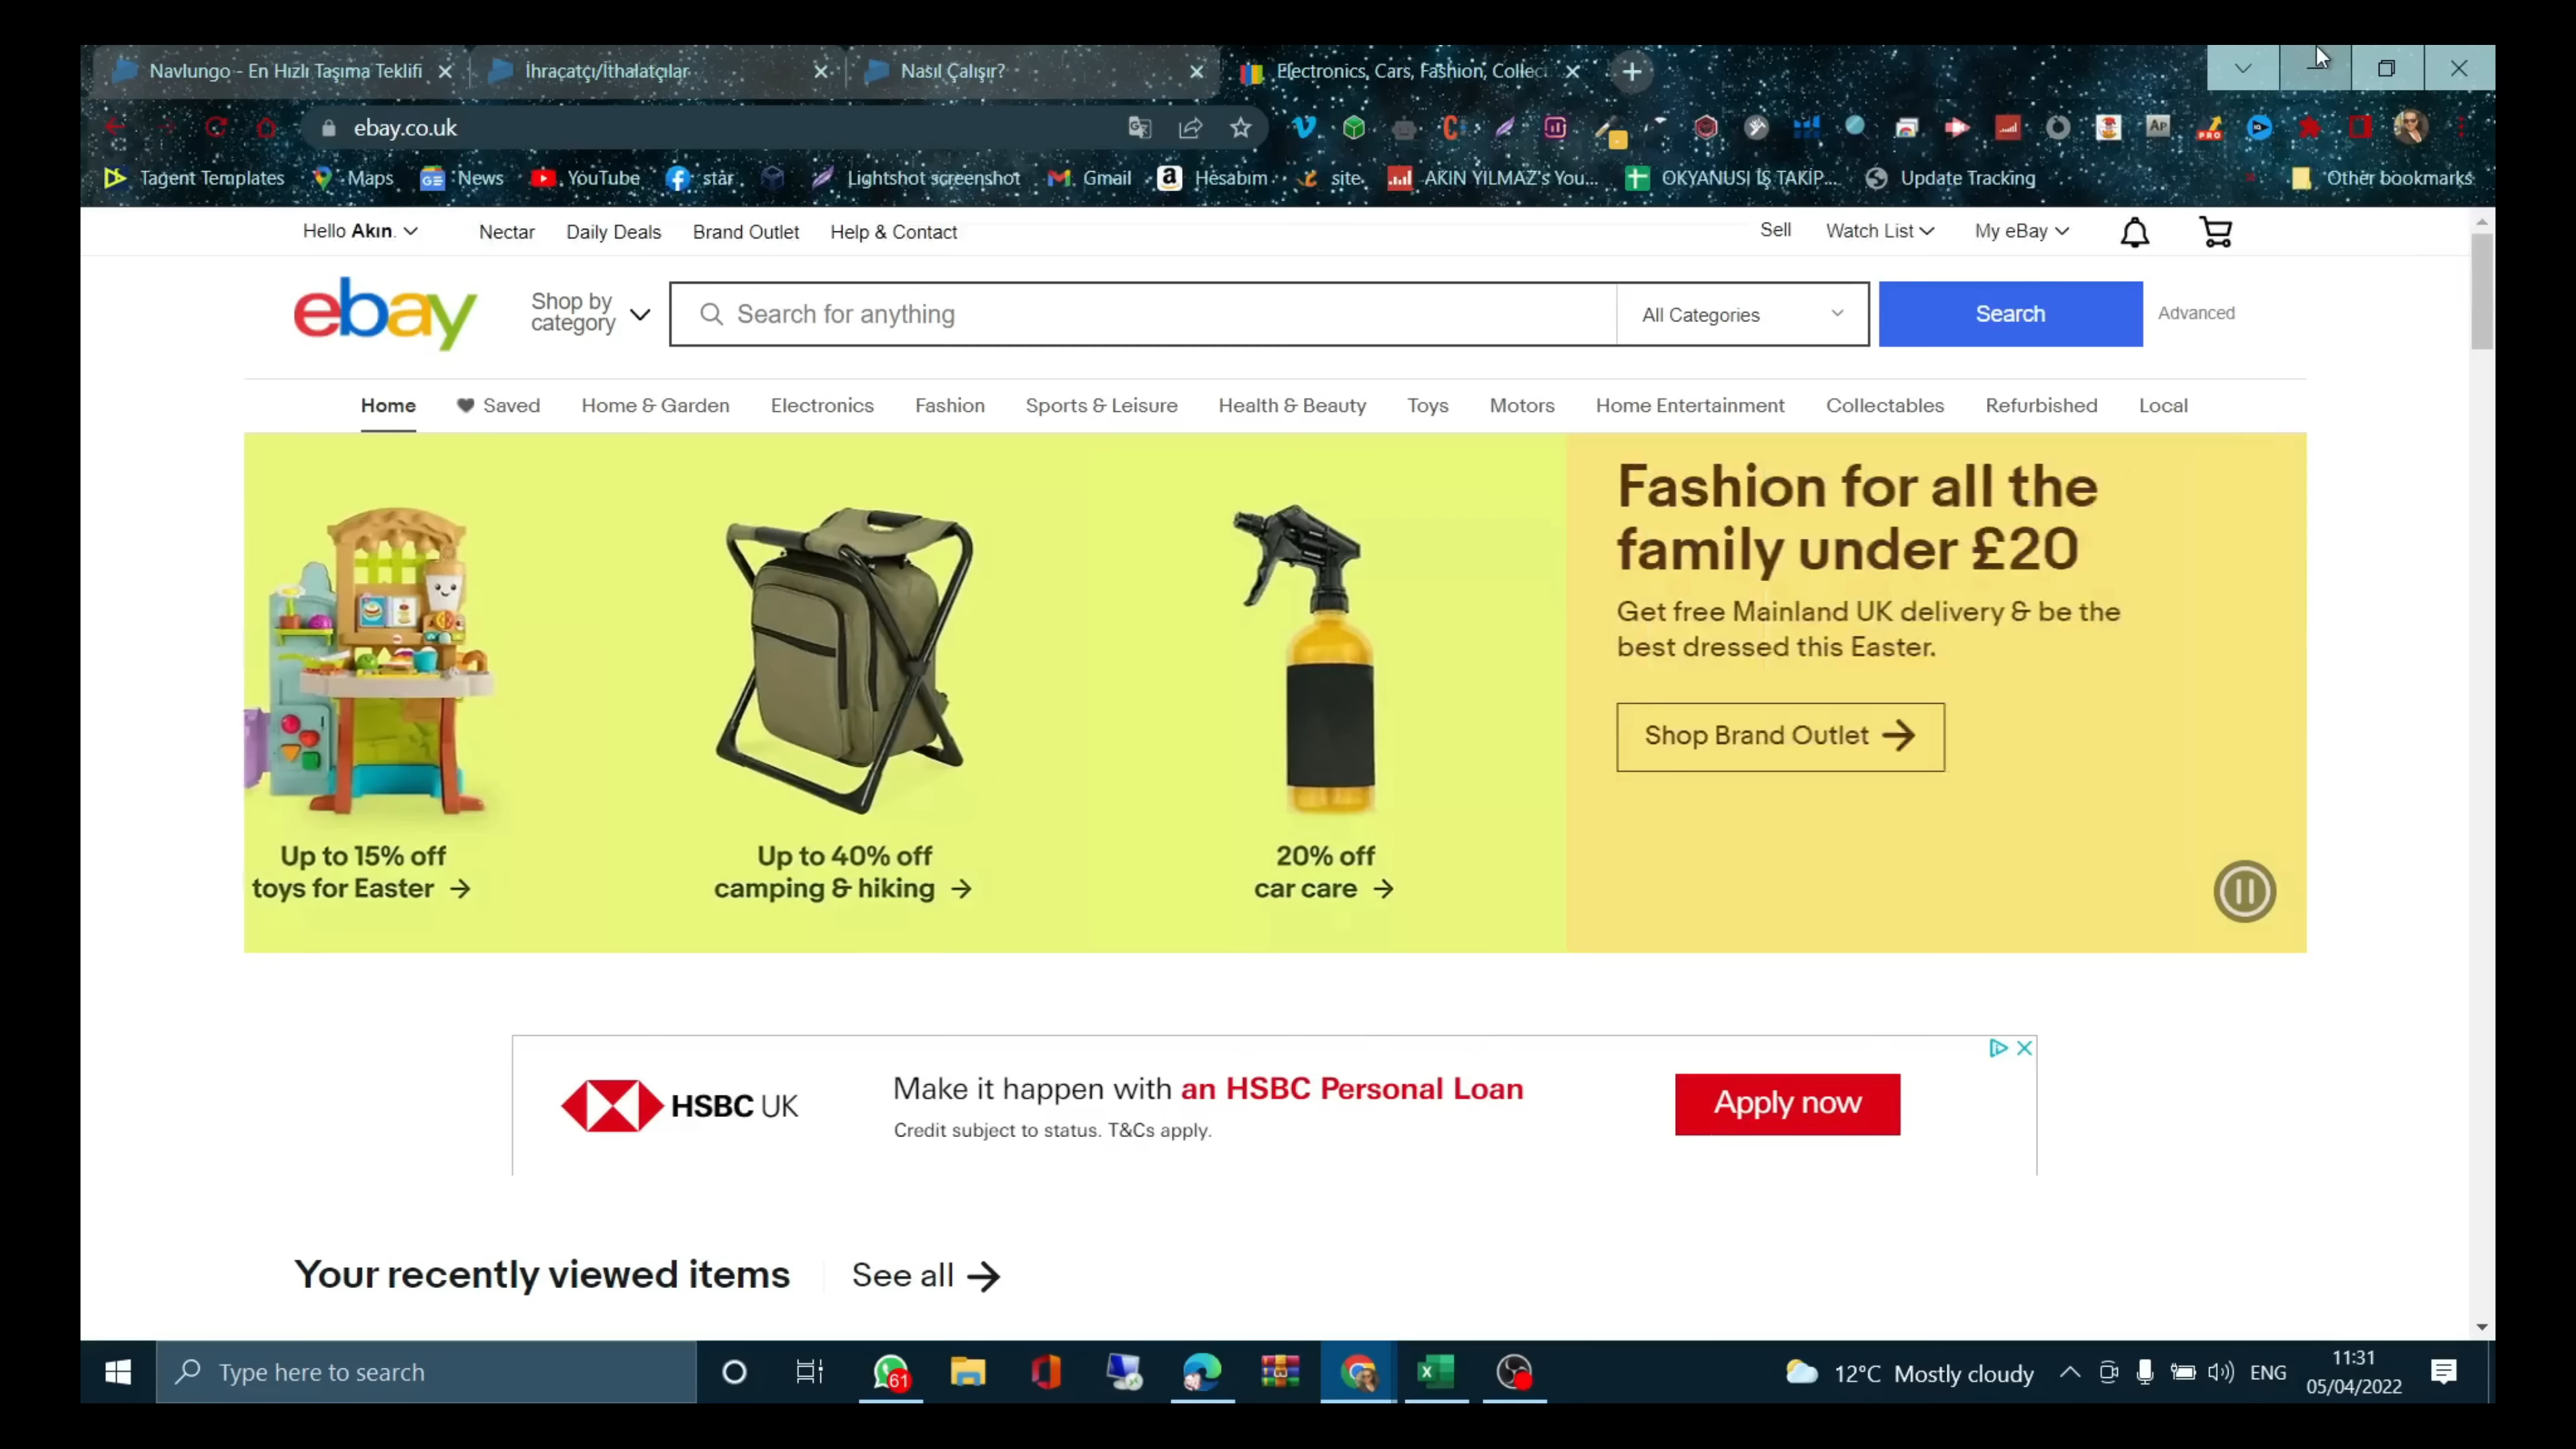 Navlungo - En Hızlı Taşıma Teklifi
İhracatçı/İthalatçılar
Nasıl Çalışır?
Electronics, Cars, Fashion, Collec
ebay.co.uk
AP
PRO
Tagent Templates
Maps
News
YouTube
star
Lightshot screenshot
Gmail
Hesabım
site
AKIN YILMAZ's You...
OKYANUSI İŞ TAKİP...
Update Tracking
Other bookmarks
Hello Akın.
Nectar
Daily Deals
Brand Outlet
Help & Contact
Sell
Watch List
My eBay
ebay
Shop by
category
Search for anything
All Categories
Search
Advanced
Home
Saved
Home & Garden
Electronics
Fashion
Sports & Leisure
Health & Beauty
Toys
Motors
Home Entertainment
Collectables
Refurbished
Local
Up to 15% off
toys for Easter
Up to 40% off
camping & hiking
20% off
car care
Fashion for all the
family under £20
Get free Mainland UK delivery & be the
best dressed this Easter.
Shop Brand Outlet
HSBC UK
Make it happen with an HSBC Personal Loan
Credit subject to status. T&Cs apply.
Apply now
Your recently viewed items
See all
Type here to search
61
12°C Mostly cloudy
ENG
11:31
05/04/2022